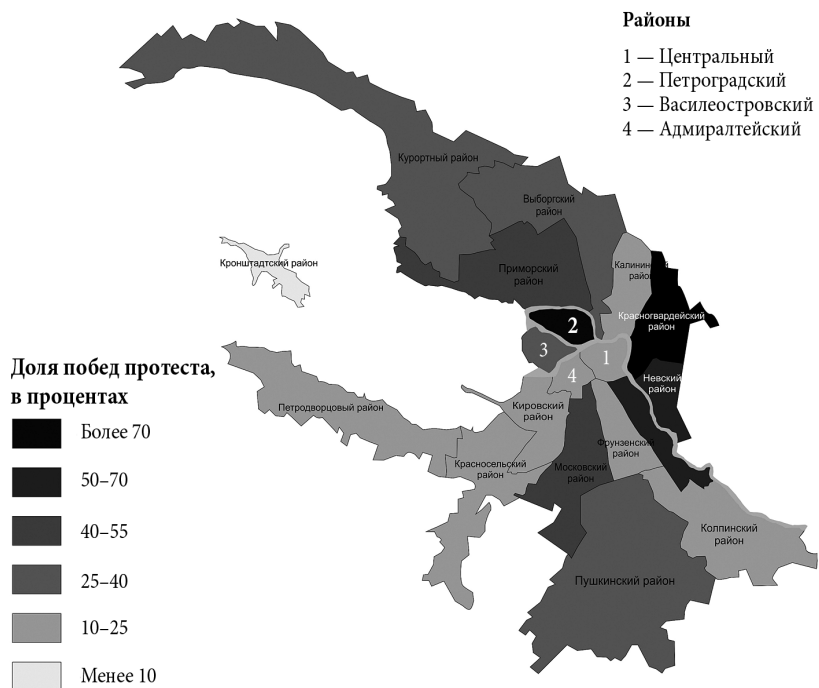 Районы
1 — Центральный
2 — Петроградский
3 — Василеостровский
4 — Адмиралтейский
Курортный район
Выборгский
район
Кронштадтский район
Приморский
район
Калининский
район
Красногвардейский
район
2
3
1
4
Невский
район
Петродворцовый район
Кировский
район
Фрунзенский
район
Красносельский
район
Московский
район
Колпинский
район
Пушкинский район
Доля побед протеста,
в процентах
Более 70
50–70
40–55
25–40
10–25
Менее 10